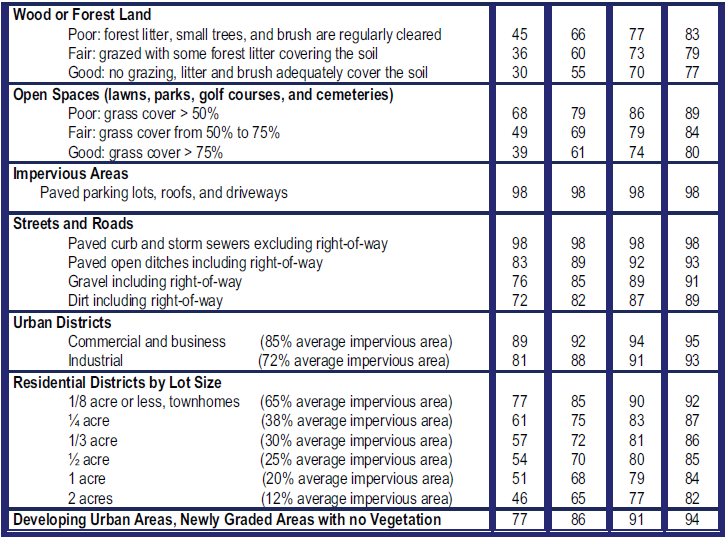 Wood or Forest Land
Poor: forest litter, small trees, and brush are regularly cleared 45 66 77 83
Fair: grazed with some forest litter covering the soil 36 60 73 79
Good: no grazing, litter and brush adequately cover the soil 30 55 70 77
Open Spaces (lawns, parks, golf courses, and cemeteries)
Poor: grass cover > 50% 68 79 86 89
Fair: grass cover from 50% to 75% 49 69 79 84
Good: grass cover > 75% 39 61 74 80
Impervious Areas
Paved parking lots, roofs, and driveways 98 98 98 98
Streets and Roads
Paved curb and storm sewers excluding right-of-way 98 98 98 98
Paved open ditches including right-of-way 83 89 92 93
Gravel including right-of-way 76 85 89 91
Dirt including right-of-way 72 82 87 89
Urban Districts
Commercial and business (85% average impervious area) 89 92 94 95
Industrial (72% average impervious area) 81 88 91 93
Residential Districts by Lot Size
1/8 acre or less, townhomes (65% average impervious area) 77 85 90 92
¼ acre (38% average impervious area) 61 75 83 87
1/3 acre (30% average impervious area) 57 72 81 86
½ acre (25% average impervious area) 54 70 80 85
1 acre (20% average impervious area) 51 68 79 84
2 acres (12% average impervious area) 46 65 77 82
Developing Urban Areas, Newly Graded Areas with no Vegetation 77 86 91 94